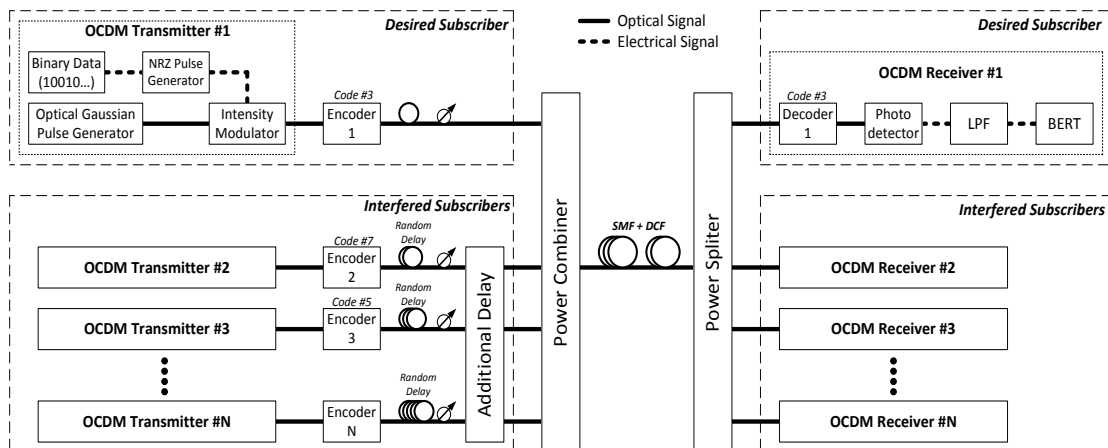 OCDM Transmitter #1
Desired Subscriber
Binary Data
(10010...)
NRZ Pulse
Generator
Optical Gaussian
Pulse Generator
Intensity
Modulator
Code #3
Encoder
1
Optical Signal
Electrical Signal
Desired Subscriber
OCDM Receiver #1
Code #3
Decoder
1
Photo
detector
LPF
BERT
Interfered Subscribers
OCDM Transmitter #2
Code #7
Encoder
2
Random
Delay
OCDM Transmitter #3
Code #5
Encoder
3
Random
Delay
OCDM Transmitter #N
Encoder
N
Random
Delay
Additional Delay
Power Combiner
SMF + DCF
Power Spliter
Interfered Subscribers
OCDM Receiver #2
OCDM Receiver #3
OCDM Receiver #N